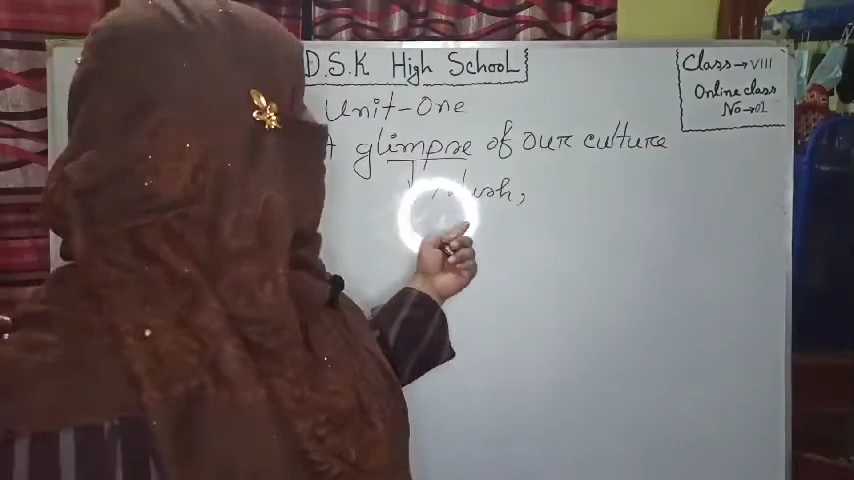 D.S.K High School
Class→VIII
Online class
No→01
Unit-One
A glimpse of our culture